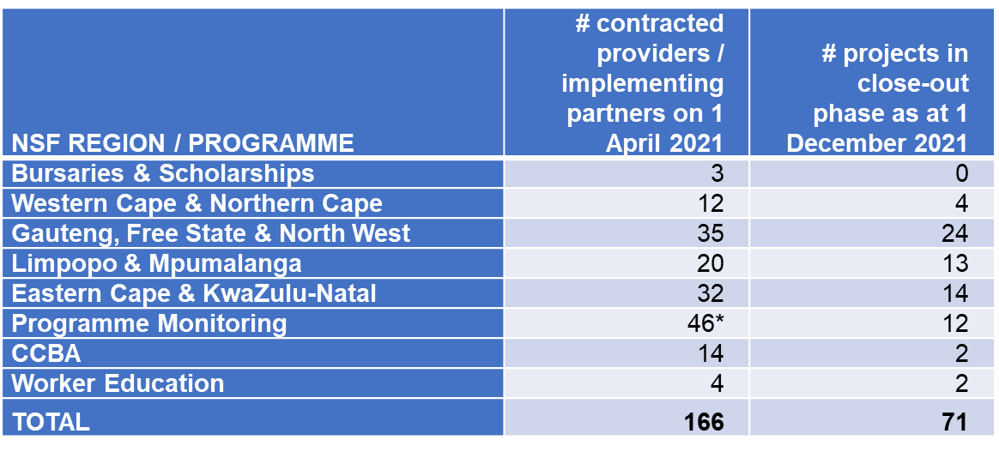 NSF REGION / PROGRAMME
# contracted
providers /
implementing
partners on 1
April 2021
# projects in
close-out
phase as at 1
December 2021
Bursaries & Scholarships 3 0
Western Cape & Northern Cape 12 4
Gauteng, Free State & North West 35 24
Limpopo & Mpumalanga 20 13
Eastern Cape & KwaZulu-Natal 32 14
Programme Monitoring 46* 12
CCBA 14 2
Worker Education 4 2
TOTAL 166 71